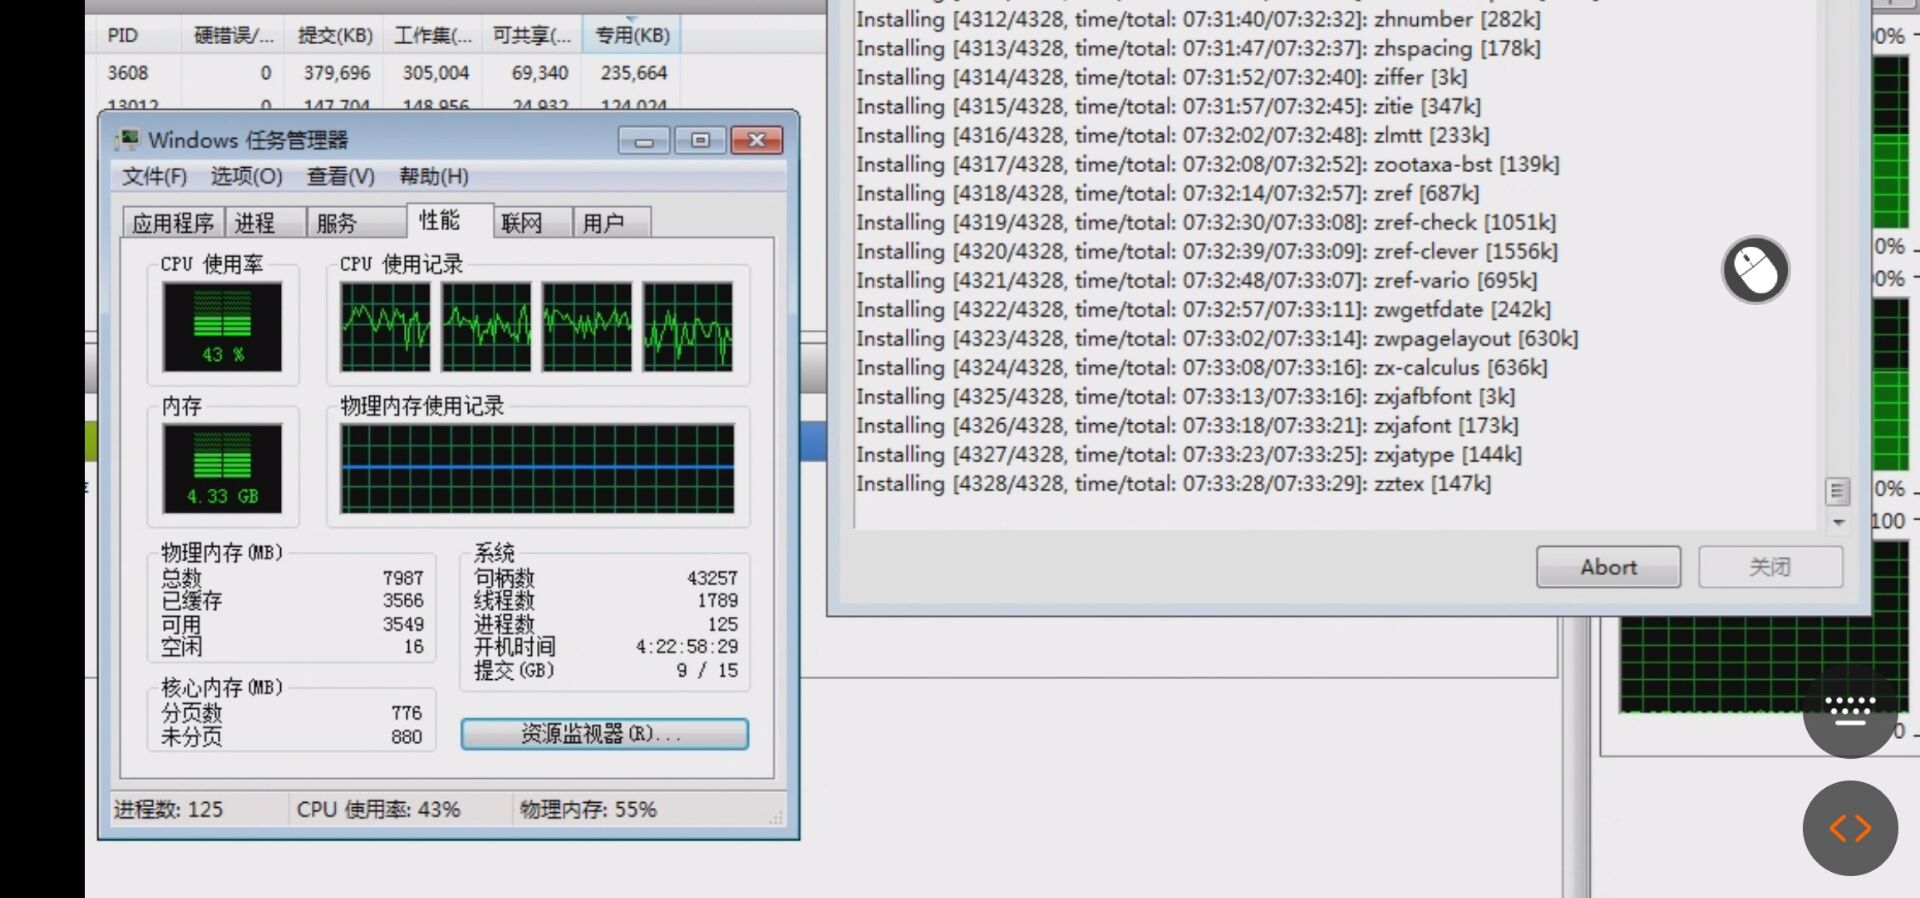 PID 硬错误/... 提交(KB) 工作集(... 可共享(... 专用(KB)
3608 0 379,696 305,004 69,340 235,664
13012 0 147,704 148,956 24,932 124,024
Windows 任务管理器
文件(F) 选项(O) 查看(V) 帮助(H)
应用程序 进程 服务 性能 联网 用户
CPU 使用率 CPU 使用记录
43 %
内存 物理内存使用记录
4.33 GB
物理内存(MB)
总数 7987
已缓存 3566
可用 3549
空闲 16
系统
句柄数 43257
线程数 1789
进程数 125
开机时间 4:22:58:29
提交(GB) 9 / 15
核心内存(MB)
分页数 776
未分页 880
资源监视器(R)...
进程数: 125 CPU 使用率: 43% 物理内存: 55%
Installing [4312/4328, time/total: 07:31:40/07:32:32]: zhnumber [282k]
Installing [4313/4328, time/total: 07:31:47/07:32:37]: zhspacing [178k]
Installing [4314/4328, time/total: 07:31:52/07:32:40]: ziffer [3k]
Installing [4315/4328, time/total: 07:31:57/07:32:45]: zitie [347k]
Installing [4316/4328, time/total: 07:32:02/07:32:48]: zlmtt [233k]
Installing [4317/4328, time/total: 07:32:08/07:32:52]: zootaxa-bst [139k]
Installing [4318/4328, time/total: 07:32:14/07:32:57]: zref [687k]
Installing [4319/4328, time/total: 07:32:30/07:33:08]: zref-check [1051k]
Installing [4320/4328, time/total: 07:32:39/07:33:09]: zref-clever [1556k]
Installing [4321/4328, time/total: 07:32:48/07:33:07]: zref-vario [695k]
Installing [4322/4328, time/total: 07:32:57/07:33:11]: zwgetfdate [242k]
Installing [4323/4328, time/total: 07:33:02/07:33:14]: zwpagelayout [630k]
Installing [4324/4328, time/total: 07:33:08/07:33:16]: zx-calculus [636k]
Installing [4325/4328, time/total: 07:33:13/07:33:16]: zxjafbfont [3k]
Installing [4326/4328, time/total: 07:33:18/07:33:21]: zxjafont [173k]
Installing [4327/4328, time/total: 07:33:23/07:33:25]: zxjatype [144k]
Installing [4328/4328, time/total: 07:33:28/07:33:29]: zztex [147k]
Abort 关闭
0%
0%
0%
0%
100
0